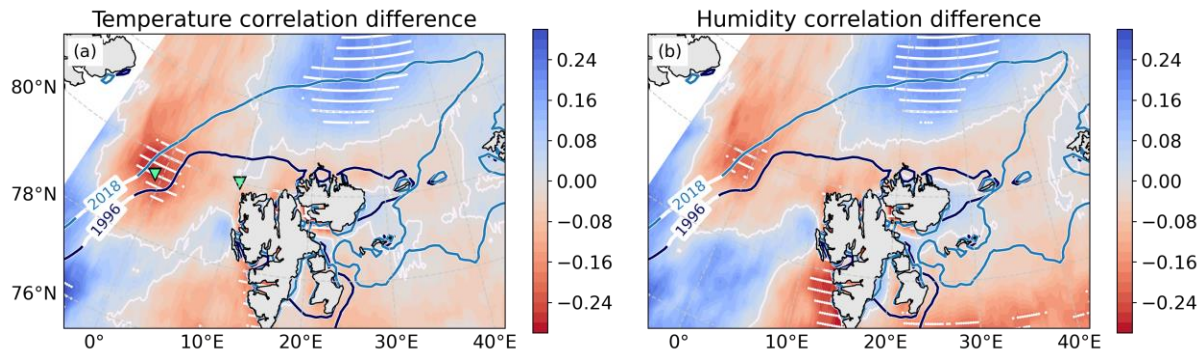 Temperature correlation difference
(a)
80°N
78°N
76°N
2018
1996
0°
10°E
20°E
30°E
40°E
0.24
0.16
0.08
0.00
−0.08
−0.16
−0.24
Humidity correlation difference
(b)
2018
1996
0°
10°E
20°E
30°E
40°E
0.24
0.16
0.08
0.00
−0.08
−0.16
−0.24